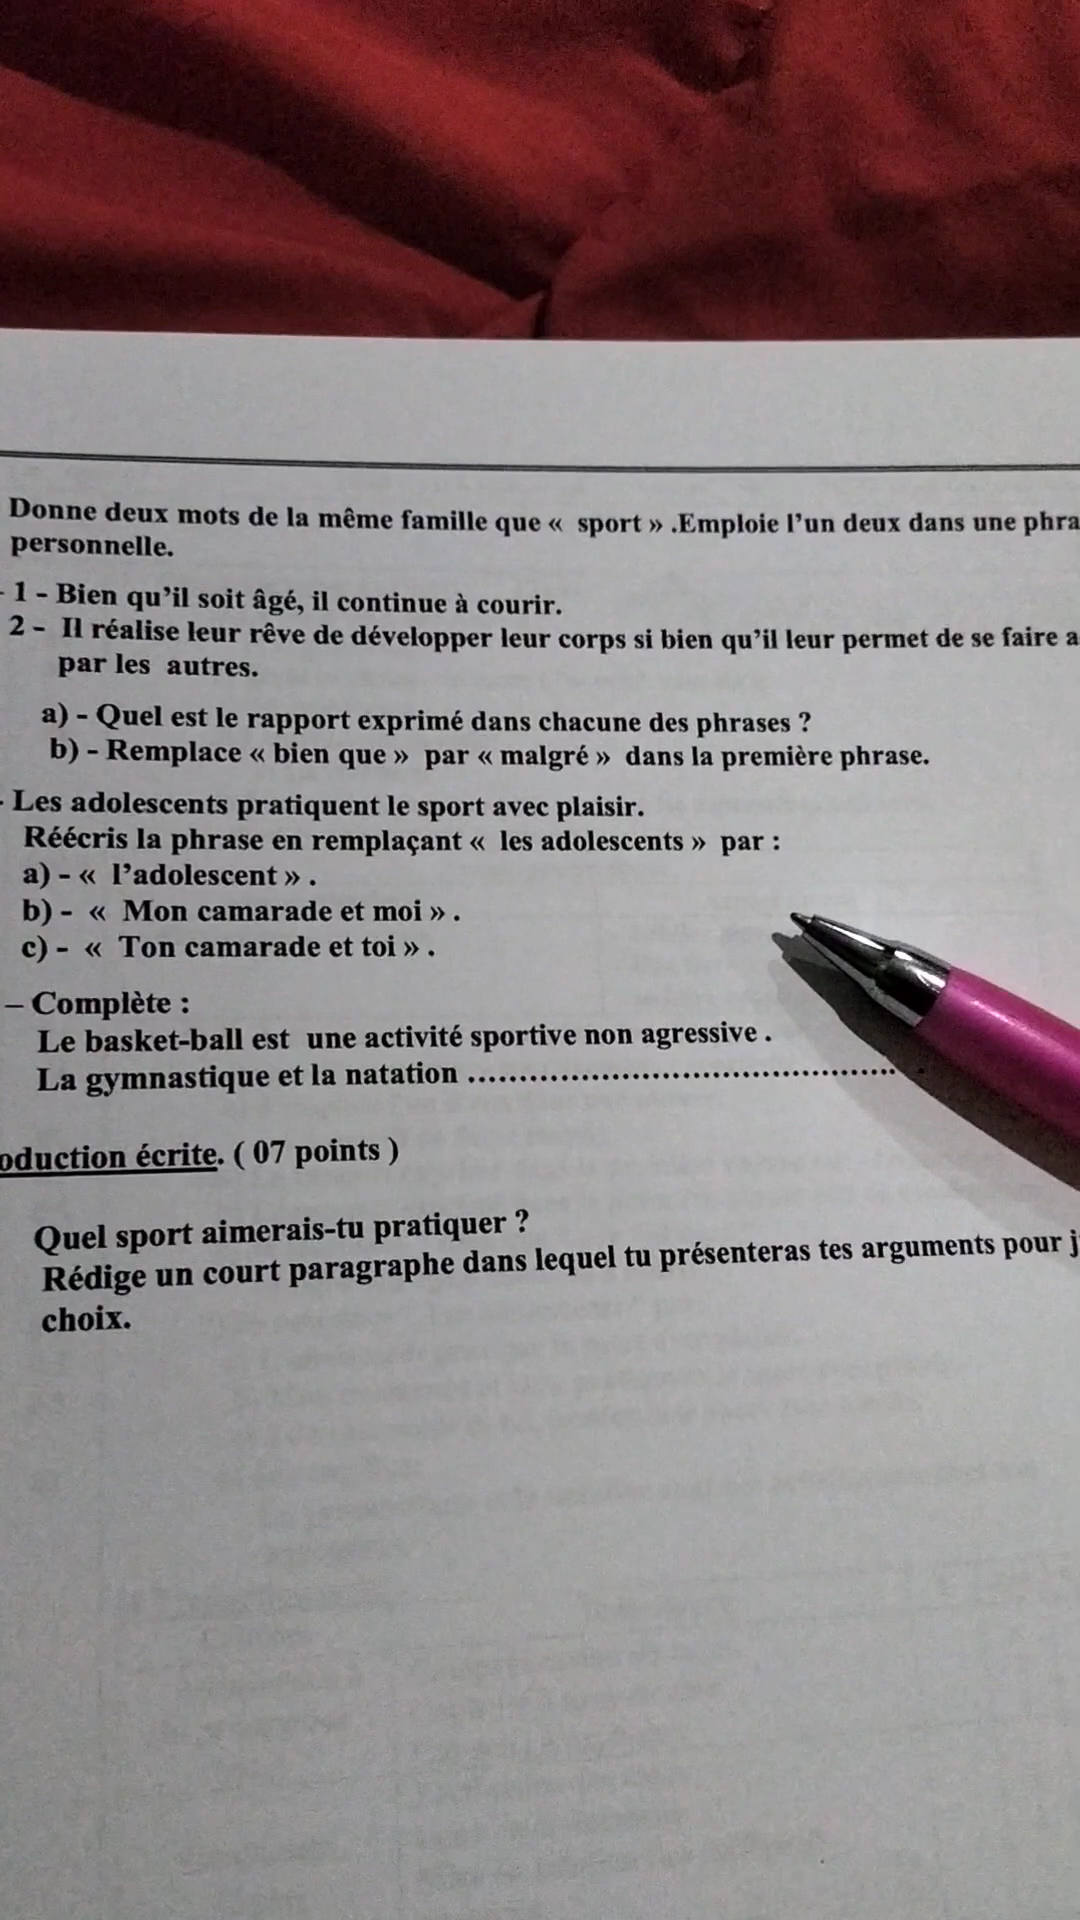 Donne deux mots de la même famille que « sport » .Emploie l'un deux dans une phra
personnelle.
- 1 - Bien qu'il soit âgé, il continue à courir.
2 - Il réalise leur rêve de développer leur corps si bien qu'il leur permet de se faire a
par les autres.
a) - Quel est le rapport exprimé dans chacune des phrases ?
b) - Remplace « bien que » par « malgré » dans la première phrase.
- Les adolescents pratiquent le sport avec plaisir.
Réécris la phrase en remplaçant « les adolescents » par :
a) - « l'adolescent » .
b) - « Mon camarade et moi » .
c) - « Ton camarade et toi » .
– Complète :
Le basket-ball est une activité sportive non agressive .
La gymnastique et la natation ..........................................
oduction écrite. ( 07 points )
Quel sport aimerais-tu pratiquer ?
Rédige un court paragraphe dans lequel tu présenteras tes arguments pour j
choix.